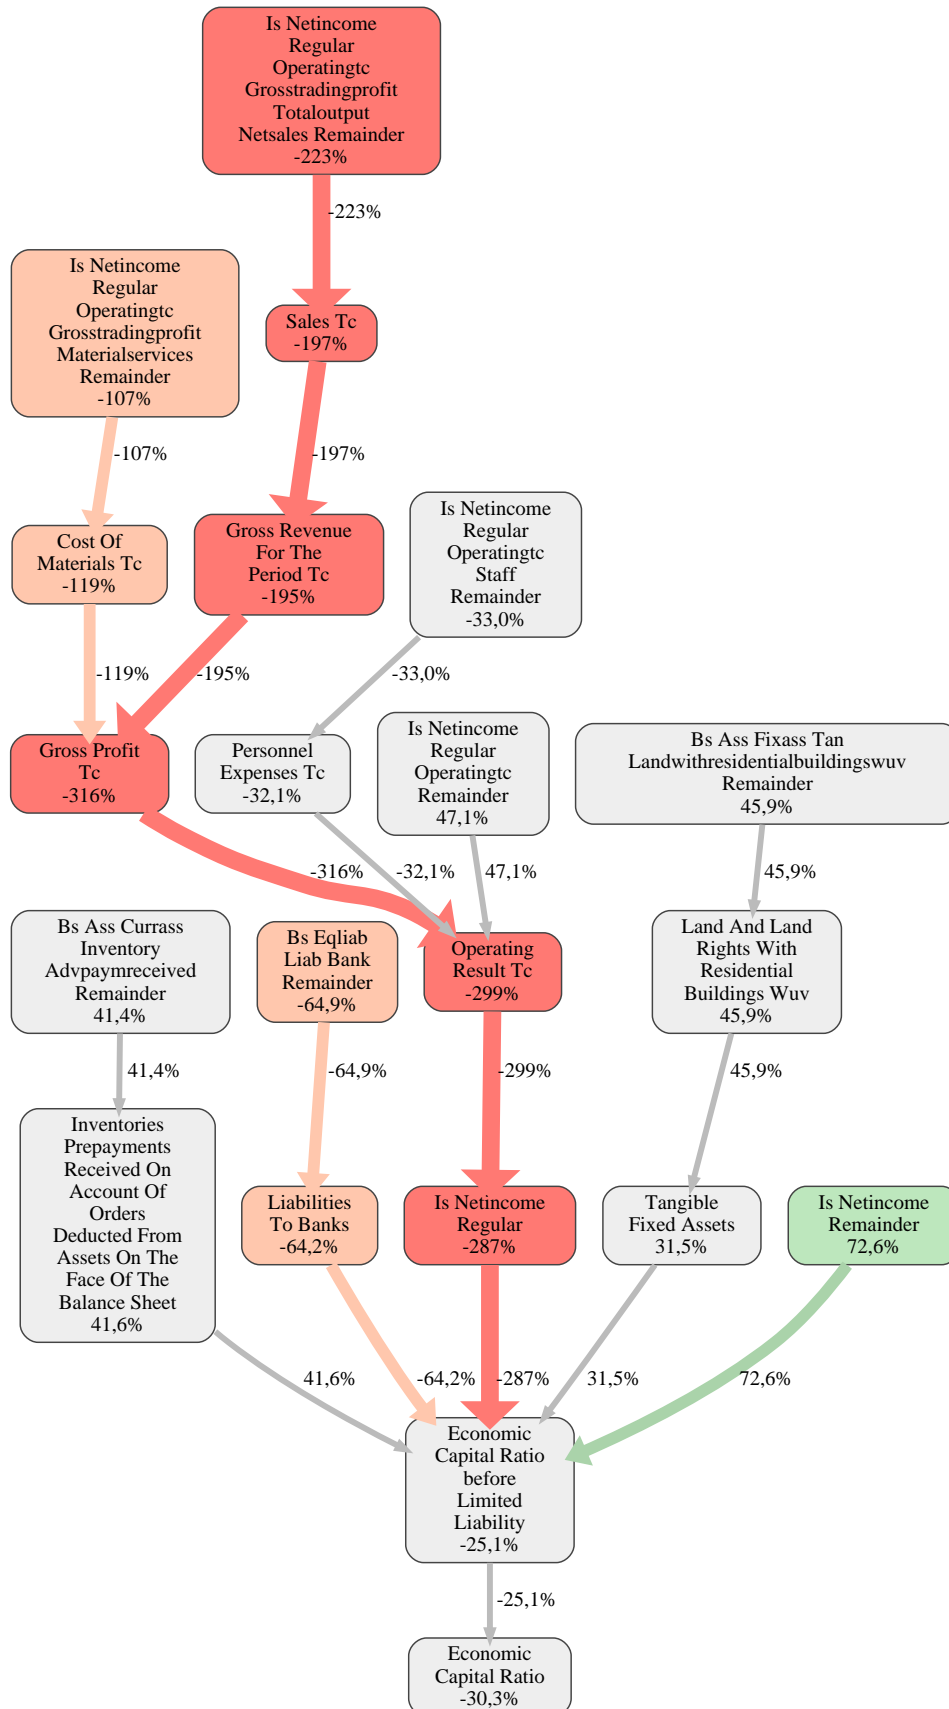 Is Netincome
Regular
Operatingtc
Grosstradingprofit
Totaloutput
Netsales Remainder
-223%
-223%
Is Netincome
Regular
Operatingtc
Grosstradingprofit
Materialservices
Remainder
-107%
Sales Tc
-197%
-107%
-197%
Cost Of
Materials Tc
-119%
Gross Revenue
For The
Period Tc
-195%
Is Netincome
Regular
Operatingtc
Staff
Remainder
-33,0%
-119%
-195%
-33,0%
Gross Profit
Tc
-316%
Personnel
Expenses Tc
-32,1%
Is Netincome
Regular
Operatingtc
Remainder
47,1%
Bs Ass Fixass Tan
Landwithresidentialbuildingswuv
Remainder
45,9%
-316%
-32,1%
47,1%
45,9%
Bs Ass Currass
Inventory
Advpaymreceived
Remainder
41,4%
Bs Eqliab
Liab Bank
Remainder
-64,9%
Operating
Result Tc
-299%
Land And Land
Rights With
Residential
Buildings Wuv
45,9%
41,4%
-64,9%
-299%
45,9%
Inventories
Prepayments
Received On
Account Of
Orders
Deducted From
Assets On The
Face Of The
Balance Sheet
41,6%
Liabilities
To Banks
-64,2%
Is Netincome
Regular
-287%
Tangible
Fixed Assets
31,5%
Is Netincome
Remainder
72,6%
41,6%
-64,2%
-287%
31,5%
72,6%
Economic
Capital Ratio
before
Limited
Liability
-25,1%
-25,1%
Economic
Capital Ratio
-30,3%